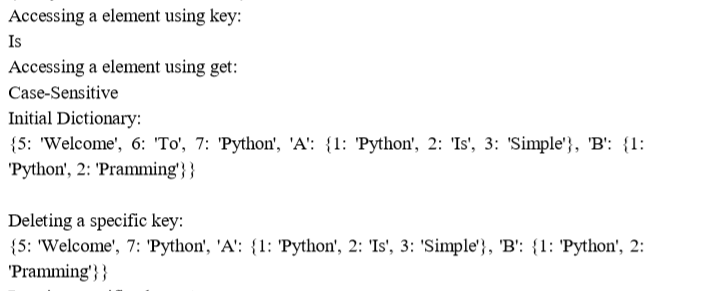 Accessing a element using key:
Is
Accessing a element using get:
Case-Sensitive
Initial Dictionary:
{5: 'Welcome', 6: 'To', 7: 'Python', 'A': {1: 'Python', 2: 'Is', 3: 'Simple'}, 'B': {1:
'Python', 2: 'Pramming'}}
Deleting a specific key:
{5: 'Welcome', 7: 'Python', 'A': {1: 'Python', 2: 'Is', 3: 'Simple'}, 'B': {1: 'Python', 2:
'Pramming'}}